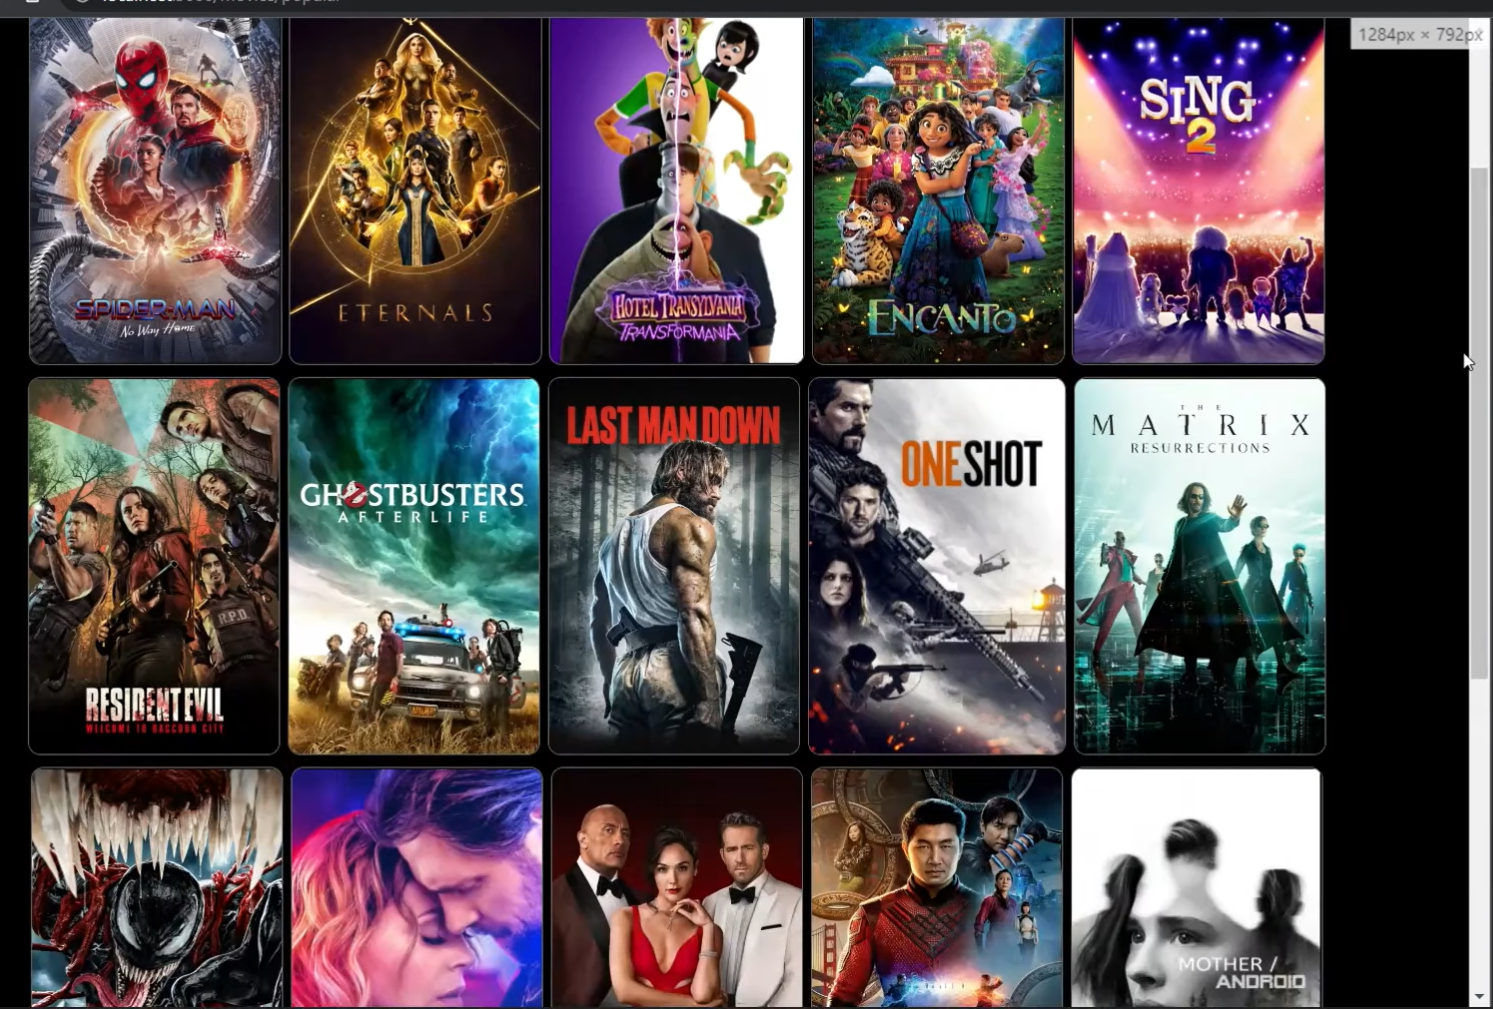 1284px × 792px
SPIDER-MAN
No Way Home
ETERNALS
HOTEL TRANSYLVANIA
TRANSFORMANIA
ENCANTO
SING
2
RESIDENT EVIL
WELCOME TO RACCOON CITY
R.P.D.
GHOSTBUSTERS
AFTERLIFE
LAST MAN DOWN
ONE SHOT
THE
MATRIX
RESURRECTIONS
MOTHER /
ANDROID